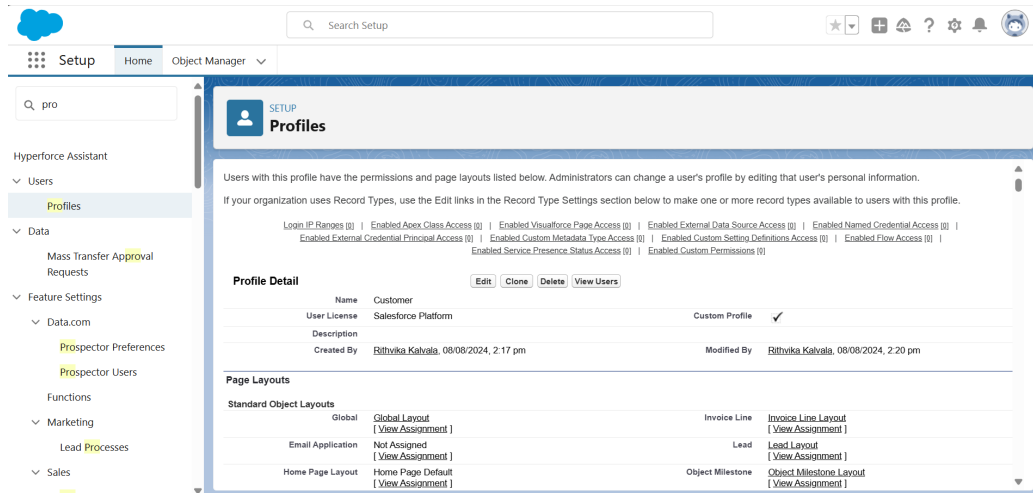 Search Setup
Setup
Home
Object Manager
pro
Hyperforce Assistant
Users
Profiles
Data
Mass Transfer Approval
Requests
Feature Settings
Data.com
Prospector Preferences
Prospector Users
Functions
Marketing
Lead Processes
Sales
SETUP
Profiles
Users with this profile have the permissions and page layouts listed below. Administrators can change a user's profile by editing that user's personal information.
If your organization uses Record Types, use the Edit links in the Record Type Settings section below to make one or more record types available to users with this profile.
Login IP Ranges [0] | Enabled Apex Class Access [0] | Enabled Visualforce Page Access [0] | Enabled External Data Source Access [0] | Enabled Named Credential Access [0] |
Enabled External Credential Principal Access [0] | Enabled Custom Metadata Type Access [0] | Enabled Custom Setting Definitions Access [0] | Enabled Flow Access [0] |
Enabled Service Presence Status Access [0] | Enabled Custom Permissions [0]
Profile Detail Edit Clone Delete View Users
Name Customer
User License Salesforce Platform Custom Profile ✓
Description
Created By Rithvika Kalvala, 08/08/2024, 2:17 pm Modified By Rithvika Kalvala, 08/08/2024, 2:20 pm
Page Layouts
Standard Object Layouts
Global Global Layout Invoice Line Invoice Line Layout
[ View Assignment ] [ View Assignment ]
Email Application Not Assigned Lead Lead Layout
[ View Assignment ] [ View Assignment ]
Home Page Layout Home Page Default Object Milestone Object Milestone Layout
[ View Assignment ] [ View Assignment ]